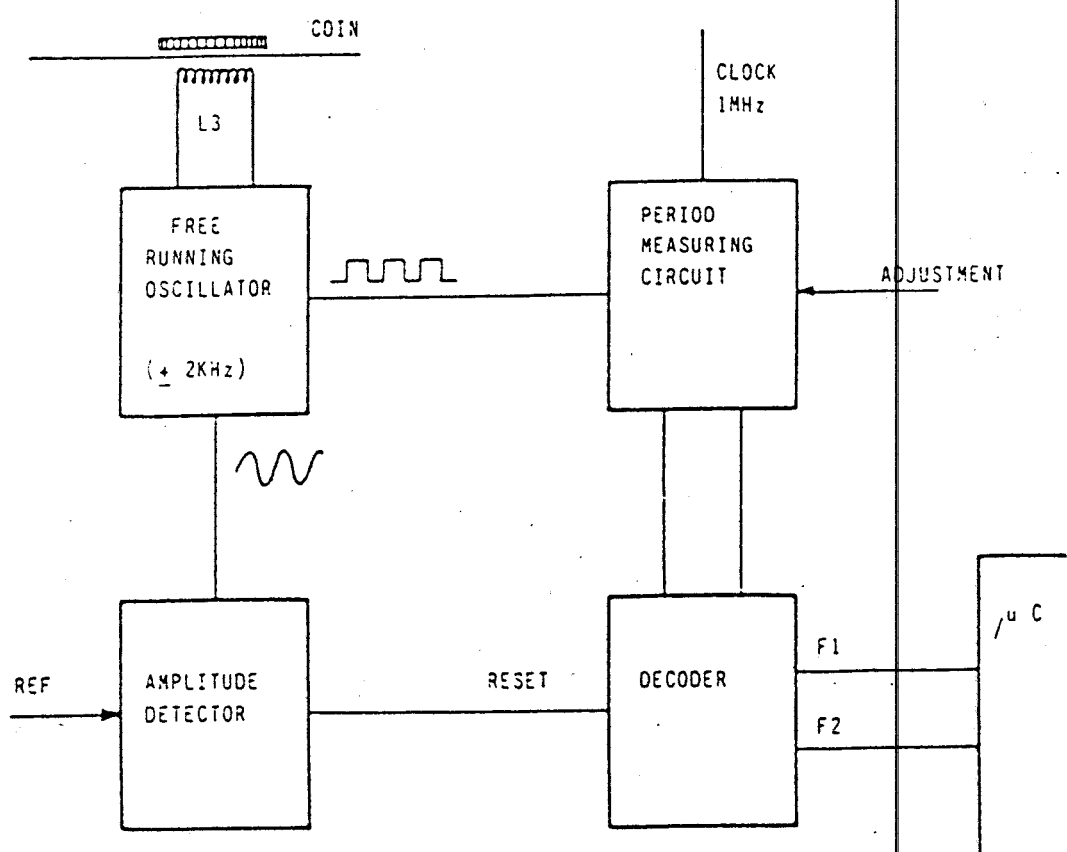 COIN
CLOCK
1MHz
L3
FREE
RUNNING
OSCILLATOR
(± 2KHz)
PERIOD
MEASURING
CIRCUIT
ADJUSTMENT
REF
AMPLITUDE
DETECTOR
RESET
DECODER
F1
F2
µC